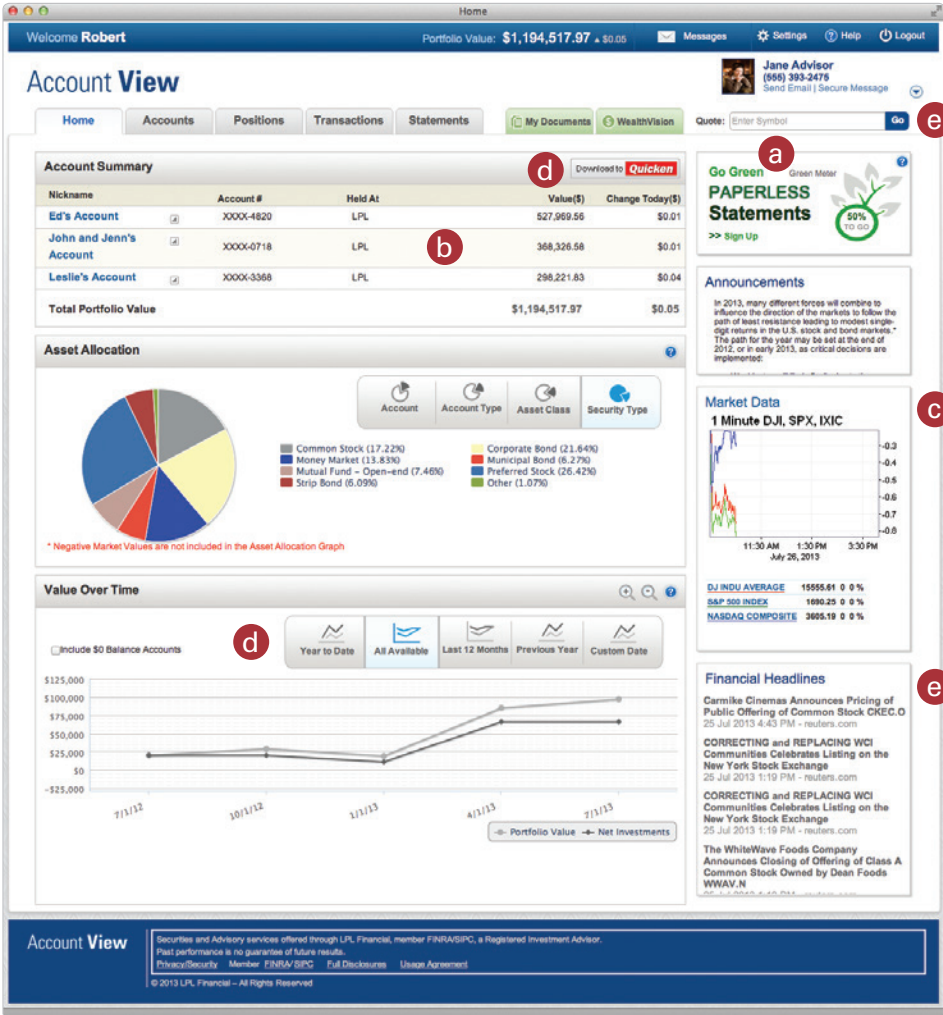 Home
Welcome Robert
Portfolio Value: $1,194,517.97 ▲ $0.05
Messages
Settings
Help
Logout
Account View
Jane Advisor
(555) 393-2475
Send Email | Secure Message
Home
Accounts
Positions
Transactions
Statements
My Documents
WealthVision
Quote:
Enter Symbol
Go
e
Account Summary
d
Download to Quicken
Nickname
Account #
Held At
Value($)
Change Today($)
Ed's Account
XXXX-4820
LPL
527,969.56
$0.01
John and Jenn's
Account
XXXX-0718
LPL
b
368,326.58
$0.01
Leslie's Account
XXXX-3368
LPL
298,221.83
$0.04
Total Portfolio Value
$1,194,517.97
$0.05
a
Go Green
Green Meter
PAPERLESS
Statements
>> Sign Up
50%
TO GO
Announcements
In 2013, many different forces will combine to
influence the direction of the markets to follow the
path of least resistance leading to modest single-
digit returns in the U.S. stock and bond markets.*
The path for the year may be set at the end of
2012, or in early 2013, as critical decisions are
implemented:
Asset Allocation
Account
Account Type
Asset Class
Security Type
Common Stock (17.22%)
Money Market (13.83%)
Mutual Fund - Open-end (7.46%)
Strip Bond (6.09%)
Corporate Bond (21.64%)
Municipal Bond (6.27%)
Preferred Stock (26.42%)
Other (1.07%)
* Negative Market Values are not included in the Asset Allocation Graph
Market Data
c
1 Minute DJI, SPX, IXIC
-0.3
-0.4
-0.5
-0.6
-0.7
-0.8
11:30 AM
1:30 PM
3:30 PM
July 26, 2013
DJ INDU AVERAGE 15555.61 0 0 %
S&P 500 INDEX 1690.25 0 0 %
NASDAQ COMPOSITE 3605.19 0 0 %
Value Over Time
Include $0 Balance Accounts
d
Year to Date
All Available
Last 12 Months
Previous Year
Custom Date
$125,000
$100,000
$75,000
$50,000
$25,000
$0
-$25,000
7/1/12
10/1/12
1/1/13
4/1/13
7/1/13
Portfolio Value
Net Investments
Financial Headlines
e
Carmike Cinemas Announces Pricing of
Public Offering of Common Stock CKEC.O
25 Jul 2013 4:43 PM - reuters.com
CORRECTING and REPLACING WCI
Communities Celebrates Listing on the
New York Stock Exchange
25 Jul 2013 1:19 PM - reuters.com
CORRECTING and REPLACING WCI
Communities Celebrates Listing on the
New York Stock Exchange
25 Jul 2013 1:19 PM - reuters.com
The WhiteWave Foods Company
Announces Closing of Offering of Class A
Common Stock Owned by Dean Foods
WWAV.N
Account View
Securities and Advisory services offered through LPL Financial, member FINRA/SIPC, a Registered Investment Advisor.
Past performance is no guarantee of future results.
Privacy/Security Member FINRA/SIPC Full Disclosures Usage Agreement
© 2013 LPL Financial – All Rights Reserved